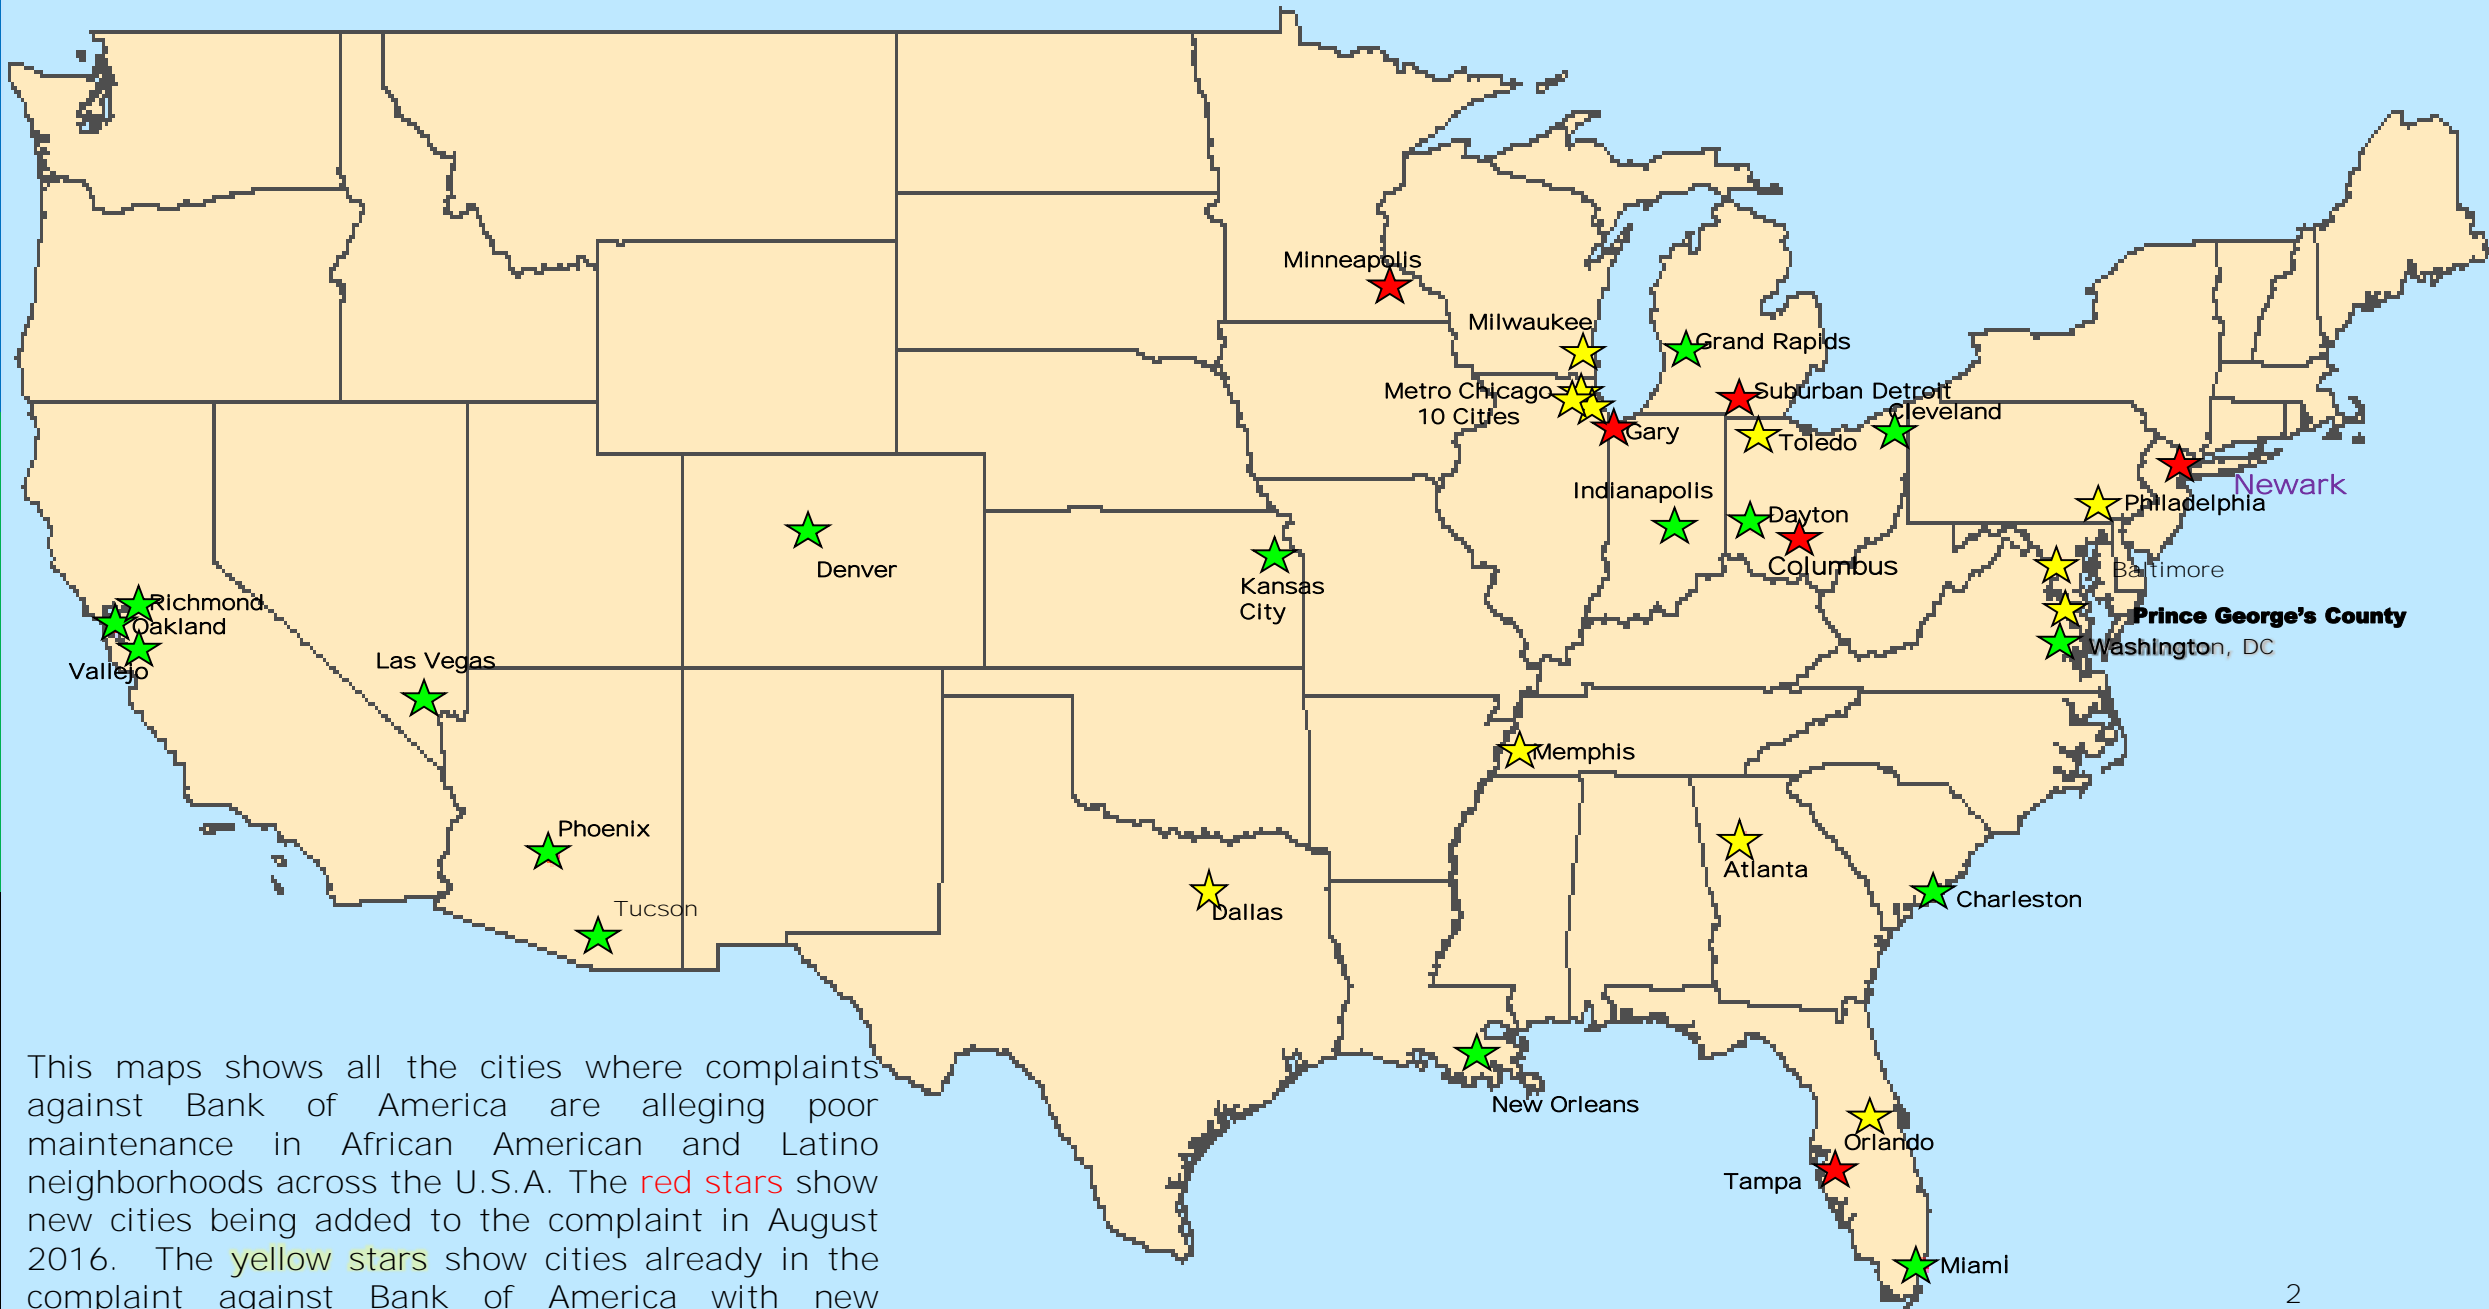 Minneapolis
Milwaukee
Grand Rapids
Metro Chicago
10 Cities
Suburban Detroit
Cleveland
Gary
Toledo
Newark
Indianapolis
Philadelphia
Dayton
Columbus
Denver
Kansas
City
Baltimore
Richmond
Oakland
Prince George’s County
Washington, DC
Vallejo
Las Vegas
Memphis
Phoenix
Atlanta
Tucson
Dallas
Charleston
New Orleans
Orlando
Tampa
Miami
This maps shows all the cities where complaints
against Bank of America are alleging poor
maintenance in African American and Latino
neighborhoods across the U.S.A. The red stars show
new cities being added to the complaint in August
2016. The yellow stars show cities already in the
complaint against Bank of America with new
2